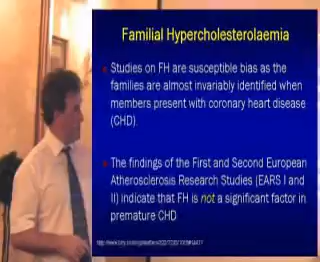 Familial Hypercholesterolaemia
Studies on FH are susceptible bias as the
families are almost invariably identified when
members present with coronary heart disease
(CHD).
The findings of the First and Second European
Atherosclerosis Research Studies (EARS I and
II) indicate that FH is not a significant factor in
premature CHD